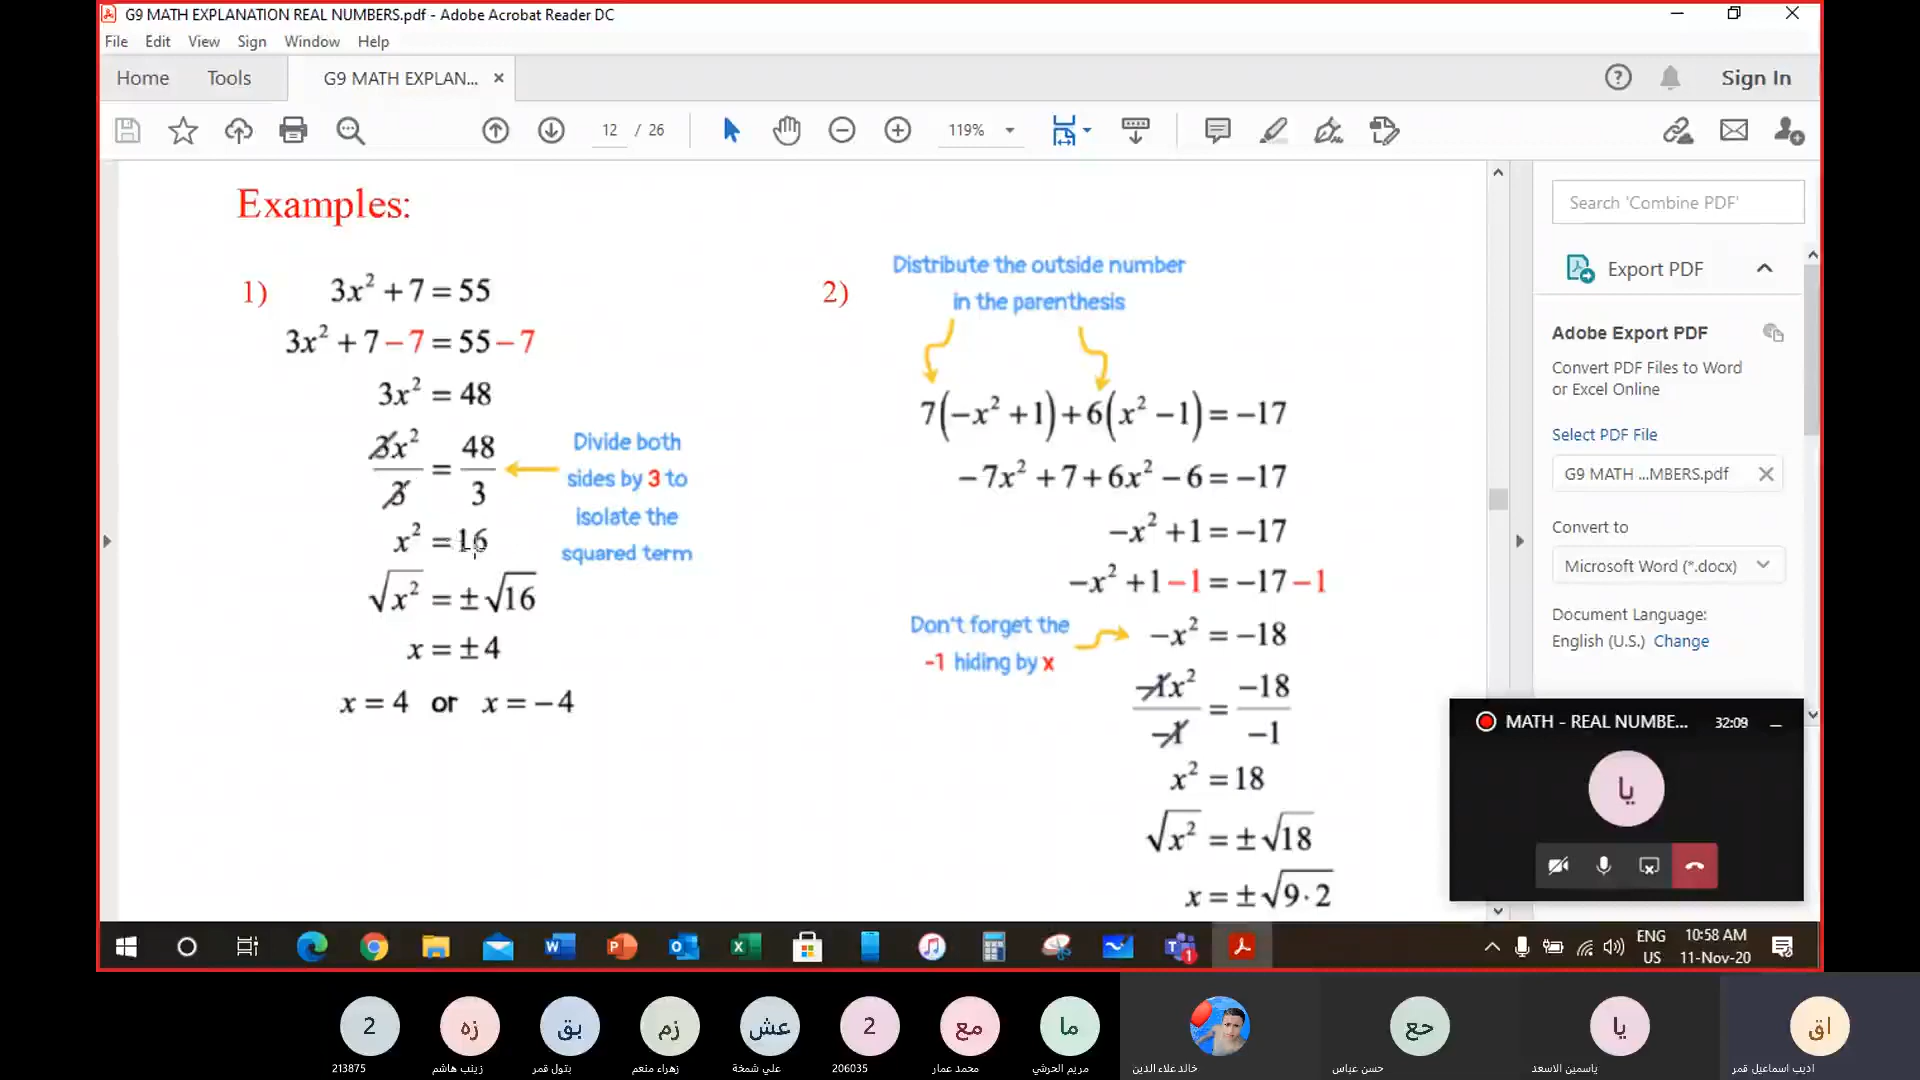 G9 MATH EXPLANATION REAL NUMBERS.pdf - Adobe Acrobat Reader DC
File Edit View Sign Window Help
Home Tools G9 MATH EXPLAN... × Sign In
12 / 26 119%
Examples:
1) 3x² + 7 = 55
3x² + 7 − 7 = 55 − 7
3x² = 48
3x²/3 = 48/3
Divide both
sides by 3 to
isolate the
squared term
x² = 16
√x² = ±√16
x = ±4
x = 4 or x = −4
2) Distribute the outside number
in the parenthesis
7(−x² + 1) + 6(x² − 1) = −17
−7x² + 7 + 6x² − 6 = −17
−x² + 1 = −17
−x² + 1 − 1 = −17 − 1
Don't forget the
-1 hiding by x
−x² = −18
−1x²/−1 = −18/−1
x² = 18
√x² = ±√18
x = ±√9·2
Search 'Combine PDF'
Export PDF
Adobe Export PDF
Convert PDF Files to Word
or Excel Online
Select PDF File
G9 MATH ...MBERS.pdf
Convert to
Microsoft Word (*.docx)
Document Language:
English (U.S.) Change
MATH - REAL NUMBE... 32:09
یا
ENG
US
10:58 AM
11-Nov-20
2 زه بق زم عش 2 مع ما حع یا اق
213875 زينب هاشم بتول قمر زهراء منعم علي شمخة 206035 محمد عمار مريم الحرشي خالد علاء الدين حسن عباس ياسمين الاسعد اديب اسماعيل قمر